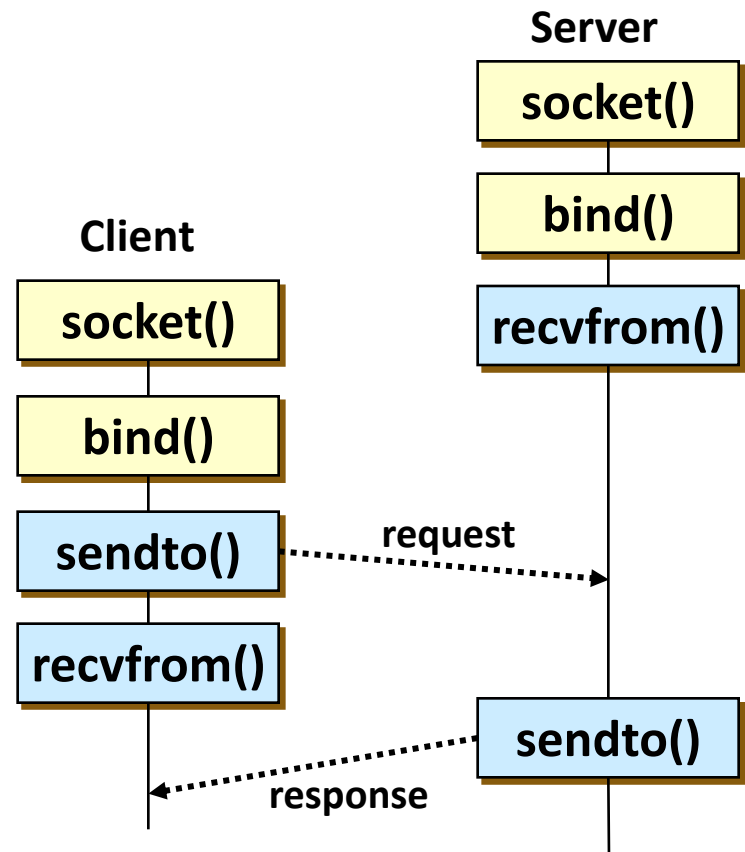 Server
socket()
bind()
recvfrom()
Client
socket()
bind()
sendto()
recvfrom()
request
sendto()
response